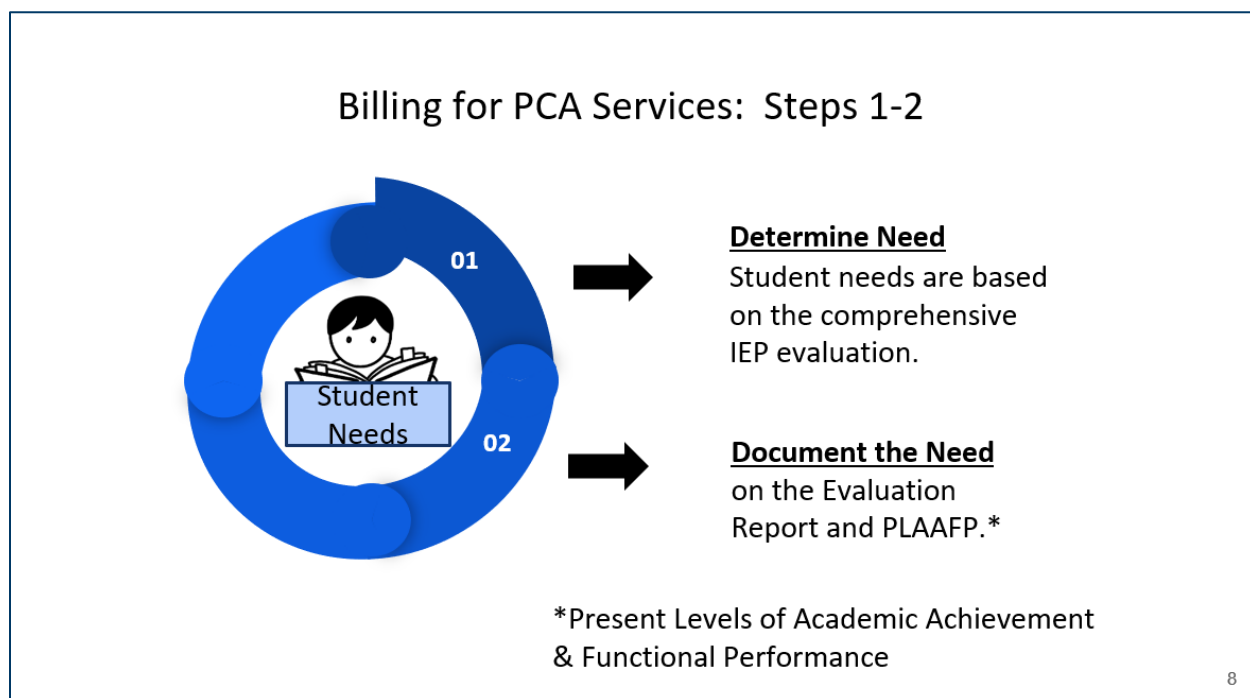 Billing for PCA Services:  Steps 1-2
01
Determine Need
Student needs are based
on the comprehensive
IEP evaluation.
Student
Needs
02
Document the Need
on the Evaluation
Report and PLAAFP.*
*Present Levels of Academic Achievement
& Functional Performance
8